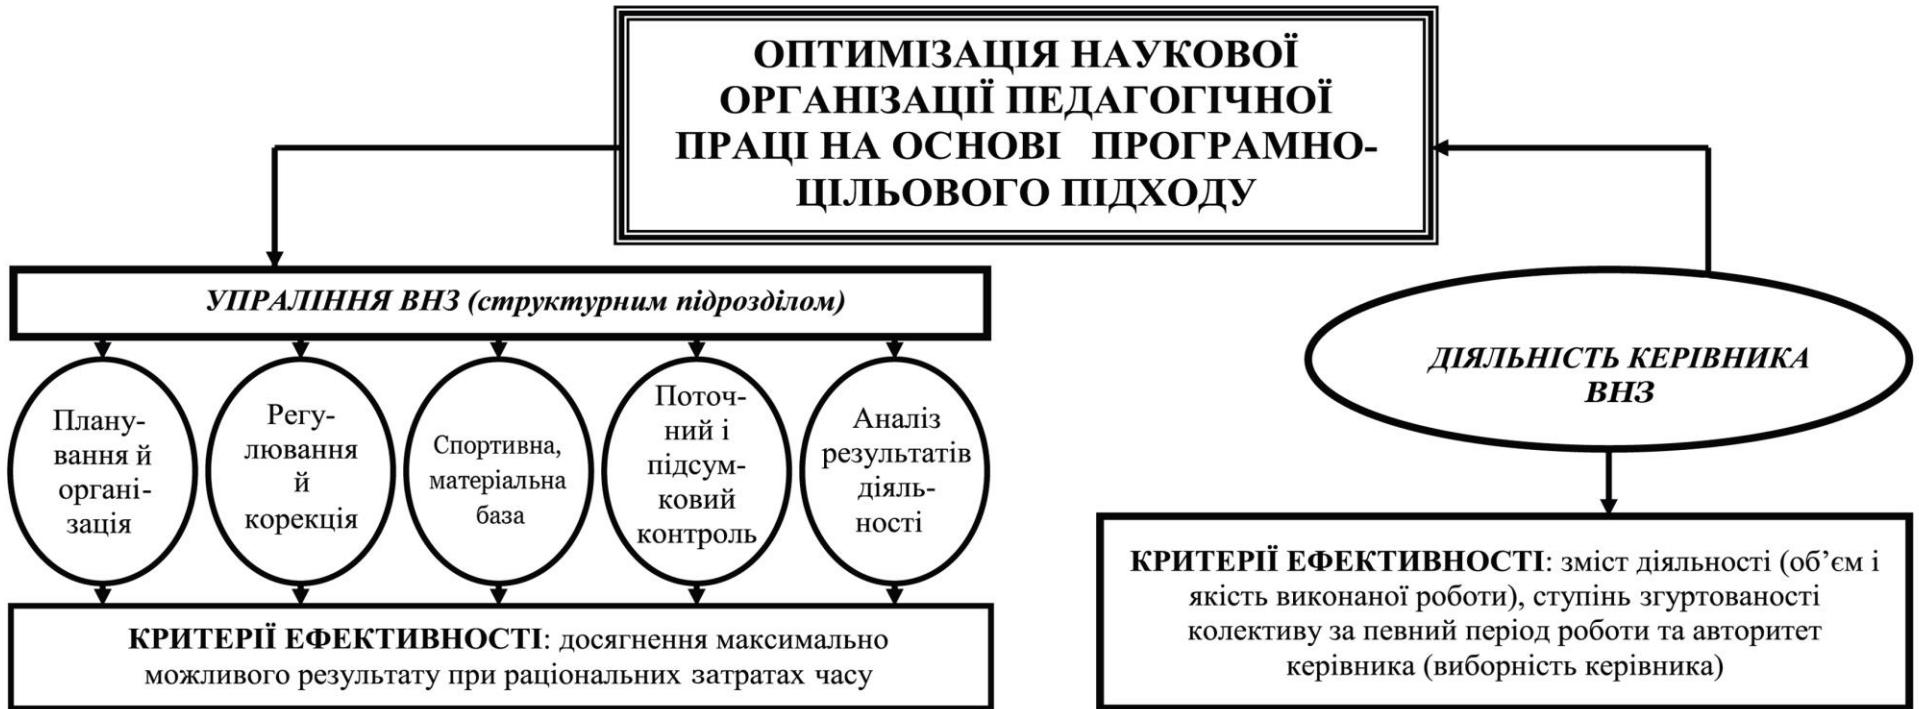 ОПТИМІЗАЦІЯ НАУКОВОЇ
ОРГАНІЗАЦІЇ ПЕДАГОГІЧНОЇ
ПРАЦІ НА ОСНОВІ ПРОГРАМНО-
ЦІЛЬОВОГО ПІДХОДУ
УПРАЛІННЯ ВНЗ (структурним підрозділом)
Плану-
вання й
органі-
зація
Регу-
лювання
й
корекція
Спортивна,
матеріальна
база
Поточ-
ний і
підсум-
ковий
контроль
Аналіз
результатів
діяль-
ності
КРИТЕРІЇ ЕФЕКТИВНОСТІ: досягнення максимально
можливого результату при раціональних затратах часу
ДІЯЛЬНІСТЬ КЕРІВНИКА
ВНЗ
КРИТЕРІЇ ЕФЕКТИВНОСТІ: зміст діяльності (об’єм і
якість виконаної роботи), ступінь згуртованості
колективу за певний період роботи та авторитет
керівника (виборність керівника)